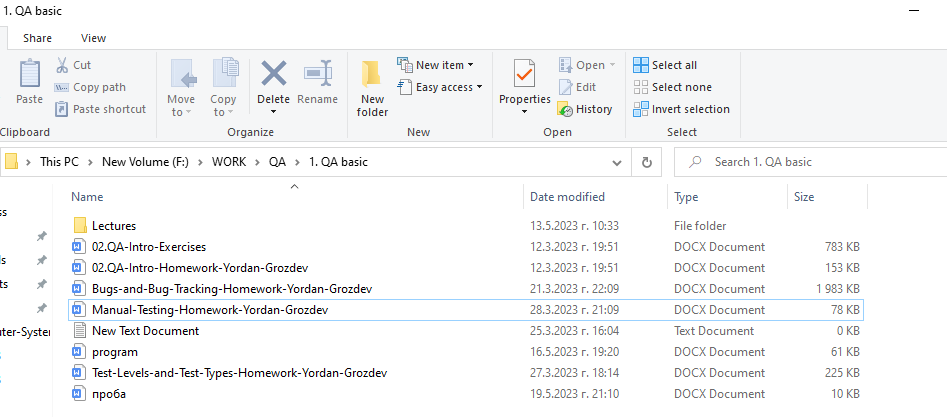 1. QA basic
Share View
Paste
Cut
Copy path
Paste shortcut
Clipboard
Move to
Copy to
Delete
Rename
Organize
New folder
New item
Easy access
New
Properties
Open
Edit
History
Open
Select all
Select none
Invert selection
Select
This PC > New Volume (F:) > WORK > QA > 1. QA basic
Search 1. QA basic
Name Date modified Type Size
Lectures 13.5.2023 г. 10:33 File folder
02.QA-Intro-Exercises 12.3.2023 г. 19:51 DOCX Document 783 KB
02.QA-Intro-Homework-Yordan-Grozdev 12.3.2023 г. 19:51 DOCX Document 153 KB
Bugs-and-Bug-Tracking-Homework-Yordan-Grozdev 21.3.2023 г. 22:09 DOCX Document 1 983 KB
Manual-Testing-Homework-Yordan-Grozdev 28.3.2023 г. 21:09 DOCX Document 78 KB
New Text Document 25.3.2023 г. 16:04 Text Document 0 KB
program 16.5.2023 г. 19:20 DOCX Document 61 KB
Test-Levels-and-Test-Types-Homework-Yordan-Grozdev 27.3.2023 г. 18:14 DOCX Document 225 KB
проба 19.5.2023 г. 21:10 DOCX Document 10 KB